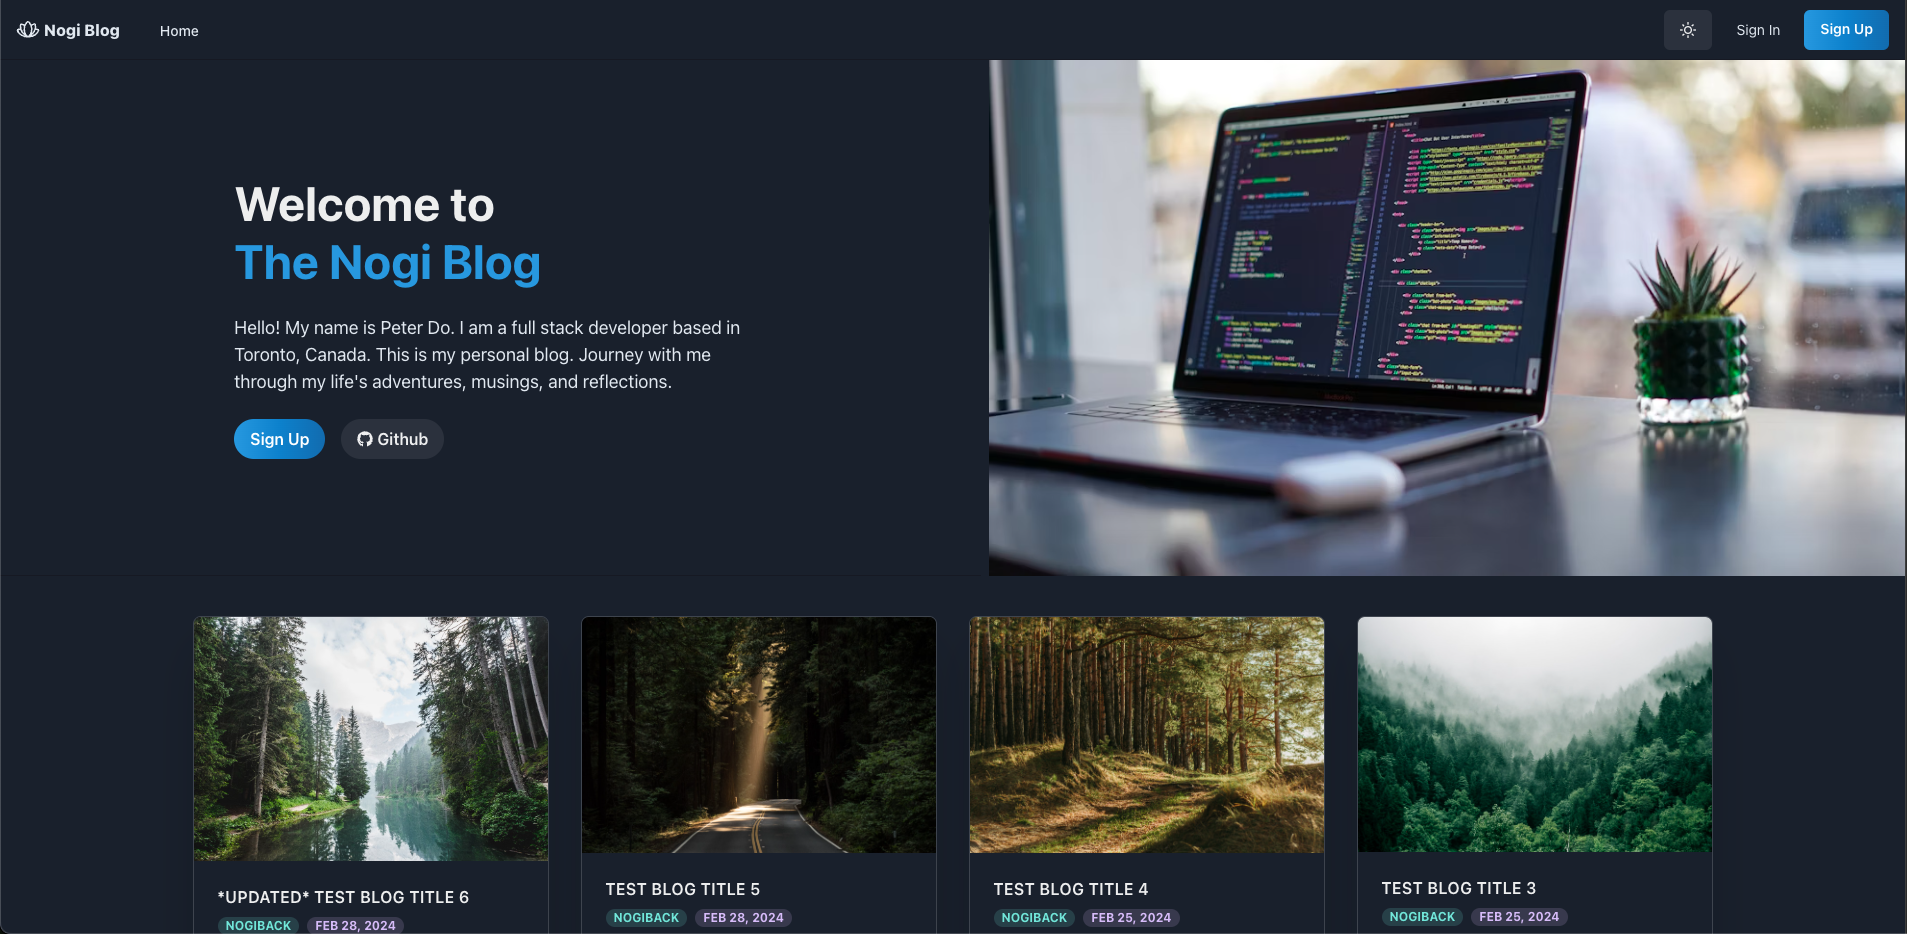 Nogi Blog
Home
Sign In
Sign Up
Welcome to
The Nogi Blog
Hello! My name is Peter Do. I am a full stack developer based in
Toronto, Canada. This is my personal blog. Journey with me
through my life's adventures, musings, and reflections.
Sign Up
Github
*UPDATED* TEST BLOG TITLE 6
NOGIBACK FEB 28, 2024
TEST BLOG TITLE 5
NOGIBACK FEB 28, 2024
TEST BLOG TITLE 4
NOGIBACK FEB 25, 2024
TEST BLOG TITLE 3
NOGIBACK FEB 25, 2024